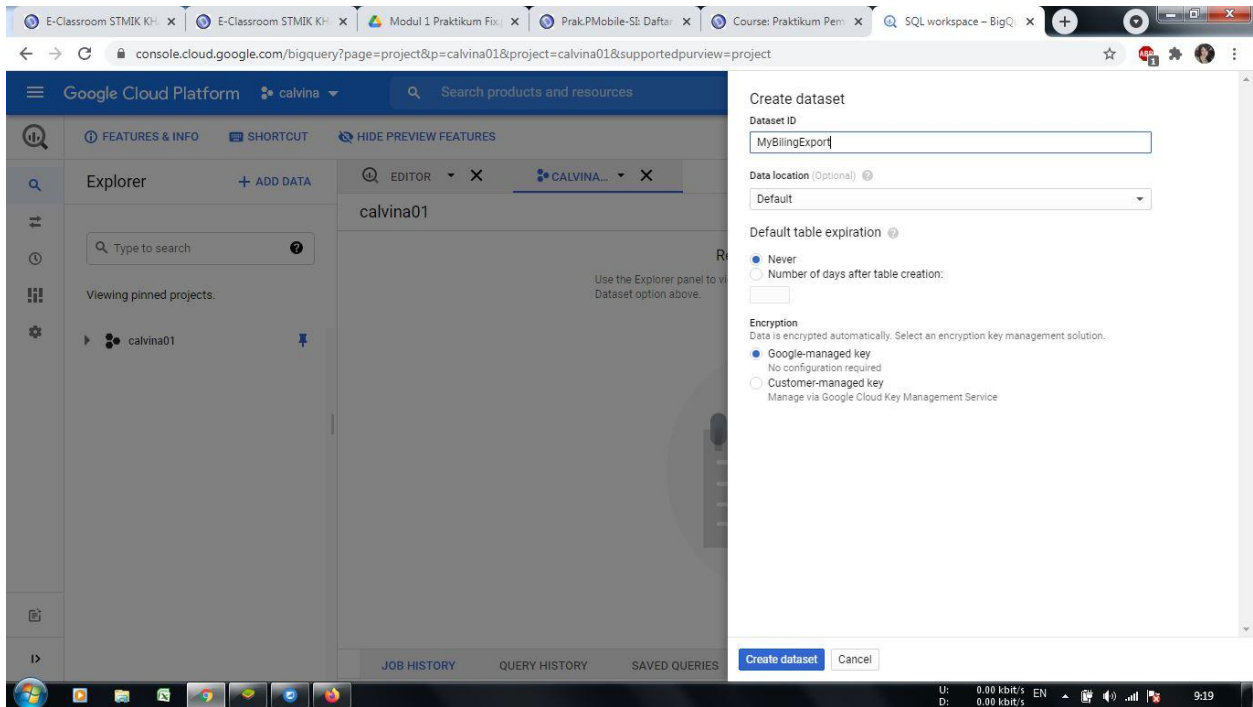 E-Classroom STMIK KH
E-Classroom STMIK KH
Modul 1 Praktikum Fix.
Prak.PMobile-SI: Daftar
Course: Praktikum Pem
SQL workspace – BigQu
console.cloud.google.com/bigquery?page=project&p=calvina01&project=calvina01&supportedpurview=project
ABP
1
Google Cloud Platform
calvina
Search products and resources
FEATURES & INFO
SHORTCUT
HIDE PREVIEW FEATURES
Explorer
+ ADD DATA
EDITOR
CALVINA...
calvina01
Type to search
Viewing pinned projects.
calvina01
Re
Use the Explorer panel to vi
Dataset option above.
JOB HISTORY
QUERY HISTORY
SAVED QUERIES
Create dataset
Dataset ID
MyBilingExport
Data location (Optional)
Default
Default table expiration
Never
Number of days after table creation:
Encryption
Data is encrypted automatically. Select an encryption key management solution.
Google-managed key
No configuration required
Customer-managed key
Manage via Google Cloud Key Management Service
Create dataset
Cancel
U: 0.00 kbit/s
D: 0.00 kbit/s
EN
9:19